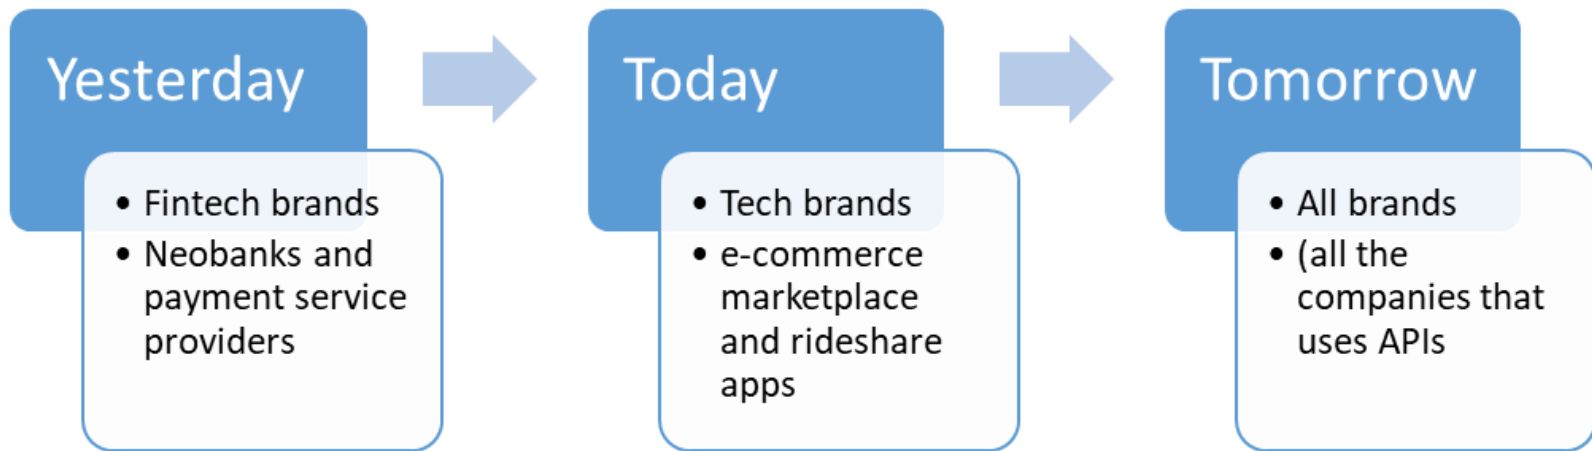 Yesterday
• Fintech brands
• Neobanks and
payment service
providers
Today
• Tech brands
• e-commerce
marketplace
and rideshare
apps
Tomorrow
• All brands
• (all the
companies that
uses APIs